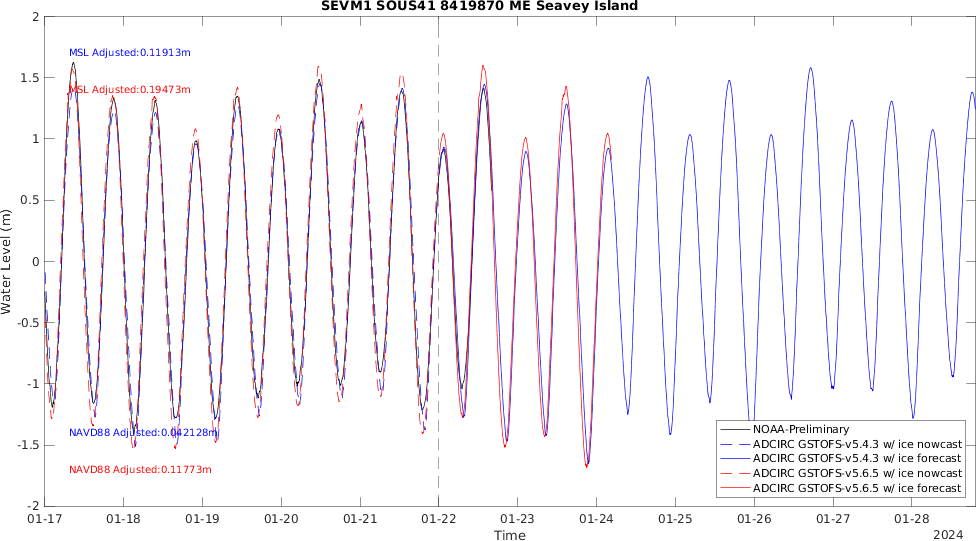 SEVM1 SOUS41 8419870 ME Seavey Island
Water Level (m)
2
1.5
1
0.5
0
-0.5
-1
-1.5
-2
MSL Adjusted:0.11913m
MSL Adjusted:0.19473m
NAVD88 Adjusted:0.042128m
NAVD88 Adjusted:0.11773m
NOAA-Preliminary
ADCIRC GSTOFS-v5.4.3 w/ ice nowcast
ADCIRC GSTOFS-v5.4.3 w/ ice forecast
ADCIRC GSTOFS-v5.6.5 w/ ice nowcast
ADCIRC GSTOFS-v5.6.5 w/ ice forecast
01-17 01-18 01-19 01-20 01-21 01-22 01-23 01-24 01-25 01-26 01-27 01-28
Time
2024